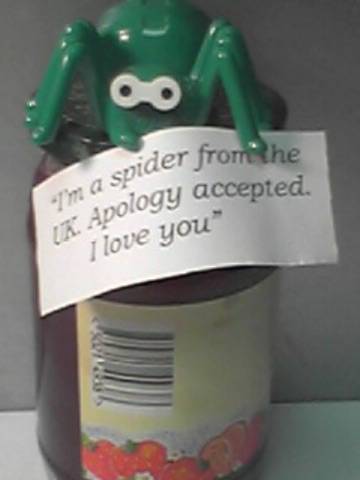 "I'm a spider from the
UK. Apology accepted.
I love you"